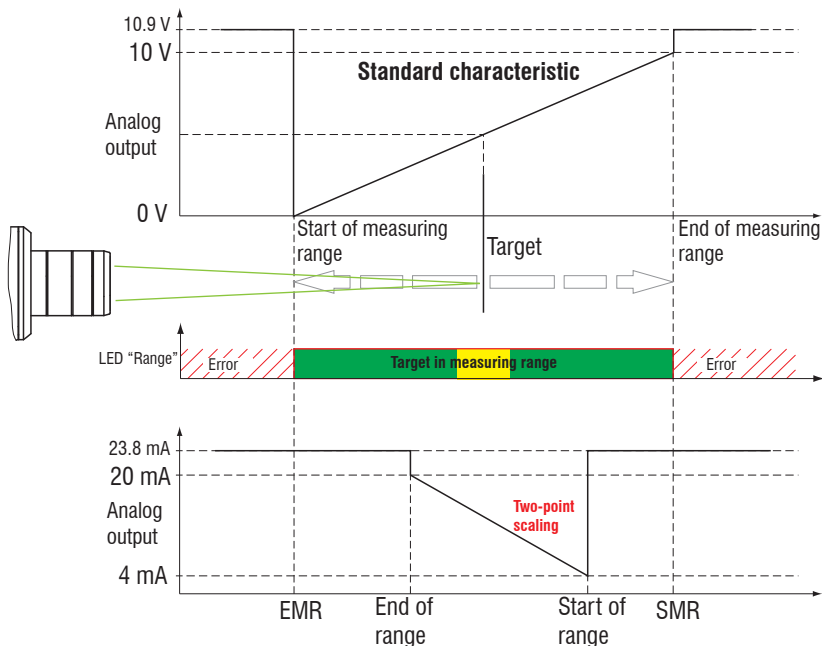 10.9 V
10 V
Standard characteristic
Analog
output
0 V
Start of measuring
range
Target
End of measuring
range
LED “Range”
Error
Target in measuring range
Error
23.8 mA
20 mA
Analog
output
Two-point
scaling
4 mA
EMR
End of
range
Start of
range
SMR